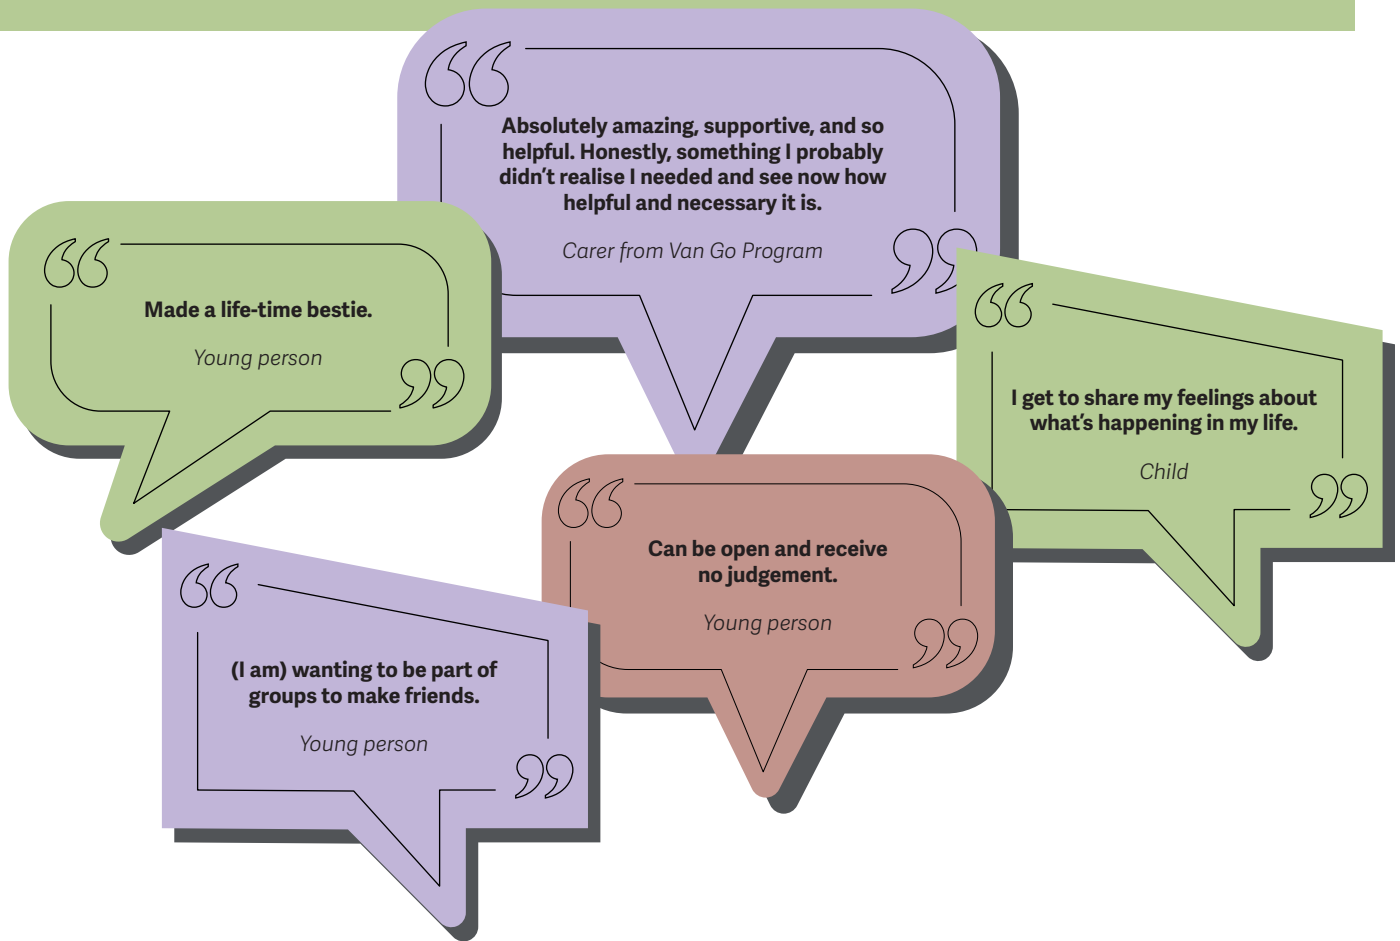 Absolutely amazing, supportive, and so
helpful. Honestly, something I probably
didn't realise I needed and see now how
helpful and necessary it is.
Carer from Van Go Program
Made a life-time bestie.
Young person
I get to share my feelings about
what's happening in my life.
Child
Can be open and receive
no judgement.
Young person
(I am) wanting to be part of
groups to make friends.
Young person